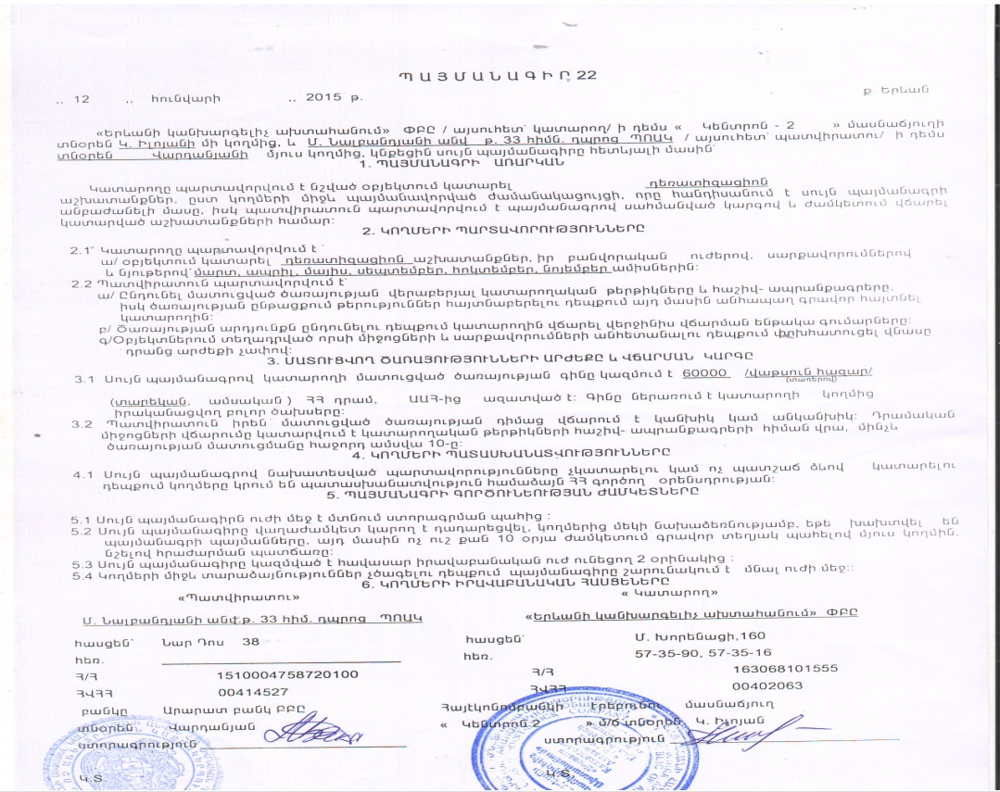 ՊԱՅՄԱՆԱԳԻՐ 22
,, 12 ,, հունվարի ,, 2015 թ. ք. Երևան
«Երևանի կանխարգելիչ ախտահանում» ՓԲԸ / այսուհետ՝ կատարող/ ի դեմս « Կենտրոն - 2 » մասնաճյուղի
տնօրեն Կ. Իլոյանի մի կողմից, և Մ. Նալբանդյանի անվ թ. 33 հիմն. դպրոց ՊՈԱԿ / այսուհետ՝ պատվիրատու/ ի դեմս
տնօրեն Վարդանյանի մյուս կողմից, կնքեցին սույն պայմանագիրը հետևյալի մասին՝
1. ՊԱՅՄԱՆԱԳՐԻ ԱՌԱՐԿԱՆ
Կատարողը պարտավորվում է նշված օբյեկտում կատարել դեռատիզացիոն
աշխատանքներ, ըստ կողմերի միջև պայմանավորված ժամանակացույցի, որը հանդիսանում է սույն պայմանագրի
անբաժանելի մասը, իսկ պատվիրատուն պարտավորվում է պայմանագրով սահմանված կարգով և ժամկետում վճարել
կատարված աշխատանքների համար:
2. ԿՈՂՄԵՐԻ ՊԱՐՏԱՎՈՐՈՒԹՅՈՒՆՆԵՐԸ
2.1՝ Կատարողը պարտավորվում է՝
ա/ օբյեկտում կատարել դեռատիզացիոն աշխատանքներ, իր բանվորական ուժերով, սարքավորումներով
և նյութերով՝ մարտ, ապրիլ, մայիս, սեպտեմբեր, հոկտեմբեր, նոյեմբեր ամիսներին:
2.2 Պատվիրատուն պարտավորվում է՝
ա/ Ընդունել մատուցված ծառայության վերաբերյալ կատարողական թերթիկները և հաշիվ- ապրանքագրերը,
իսկ ծառայության ընթացքում թերություններ հայտնաբերելու դեպքում այդ մասին անհապաղ գրավոր հայտնել
կատարողին:
բ/ Ծառայության արդյունքն ընդունելու դեպքում կատարողին վճարել վերջինիս վճարման ենթակա գումարները:
գ/Օբյեկտներում տեղադրված որսի միջոցների և սարքավորումների անհետանալու դեպքում փոխհատուցել վնասը
դրանց արժեքի չափով:
3. ՄԱՏՈՒՑՎՈՂ ԾԱՌԱՅՈՒԹՅՈՒՆՆԵՐԻ ԱՐԺԵՔԸ և ՎՃԱՐՄԱՆ ԿԱՐԳԸ
3.1 Սույն պայմանագրով կատարողի մատուցված ծառայության գինը կազմում է 60000 /վաթսուն հազար/
(տառերով)
(տարեկան, ամսական ) ՀՀ դրամ, ԱԱՀ-ից ազատված է: Գինը ներառում է կատարողի կողմից
իրականացվող բոլոր ծախսերը:
3.2 Պատվիրատուն իրեն մատուցված ծառայության դիմաց վճարում է կանխիկ կամ անկանխիկ: Դրամական
միջոցների վճարումը կատարվում է կատարողական թերթիկների հաշիվ- ապրանքագրերի հիման վրա, մինչև
ծառայության մատուցմանը հաջորդ ամսվա 10-ը:
4. ԿՈՂՄԵՐԻ ՊԱՏԱՍԽԱՆԱՏՎՈՒԹՅՈՒՆՆԵՐԸ
4.1 Սույն պայմանագրով նախատեսված պարտավորությունները չկատարելու կամ ոչ պատշաճ ձևով կատարելու
դեպքում կողմերը կրում են պատասխանատվություն համաձայն ՀՀ գործող օրենսդրության:
5. ՊԱՅՄԱՆԱԳՐԻ ԳՈՐԾՈՒՆԵՈՒԹՅԱՆ ԺԱՄԿԵՏՆԵՐԸ
5.1 Սույն պայմանագիրն ուժի մեջ է մտնում ստորագրման պահից :
5.2 Սույն պայմանագիրը վաղաժամկետ կարող է դադարեցվել, կողմերից մեկի նախաձեռնությամբ, եթե խախտվել են
պայմանագրի պայմանները, այդ մասին ոչ ուշ քան 10 օրյա ժամկետում գրավոր տեղյակ պահելով մյուս կողմին,
նշելով հրաժարման պատճառը:
5.3 Սույն պայմանագիրը կազմված է հավասար իրավաբանական ուժ ունեցող 2 օրինակից :
5.4 Կողմերի միջև տարաձայնություններ չծագելու դեպքում պայմանագիրը շարունակում է մնալ ուժի մեջ::
6. ԿՈՂՄԵՐԻ ԻՐԱՎԱԲԱՆԱԿԱՆ ՀԱՍՑԵՆԵՐԸ
«Պատվիրատու» « Կատարող»
Մ. Նալբանդյանի անվ.թ. 33 հիմ. դպրոց ՊՈԱԿ «Երևանի կանխարգելիչ ախտահանում» ՓԲԸ
հասցեն՝ Նար Դոս 38 հասցեն՝ Մ. Խորենացի,160
հեռ. հեռ. 57-35-90, 57-35-16
Հ/Հ 1510004758720100 Հ/Հ 163068101555
ՀՎՀՀ 00414527 ՀՎՀՀ 00402063
բանկը Արարատ բանկ ԲԲԸ Հայէկոնոմբանկի Էրեբունու մասնաճյուղ
տնօրեն Վարդանյան « Կենտրոն 2 » մ/ճ տնօրեն Կ. Իլոյան
ստորագրություն ստորագրություն
Կ.Տ. Կ.Տ.